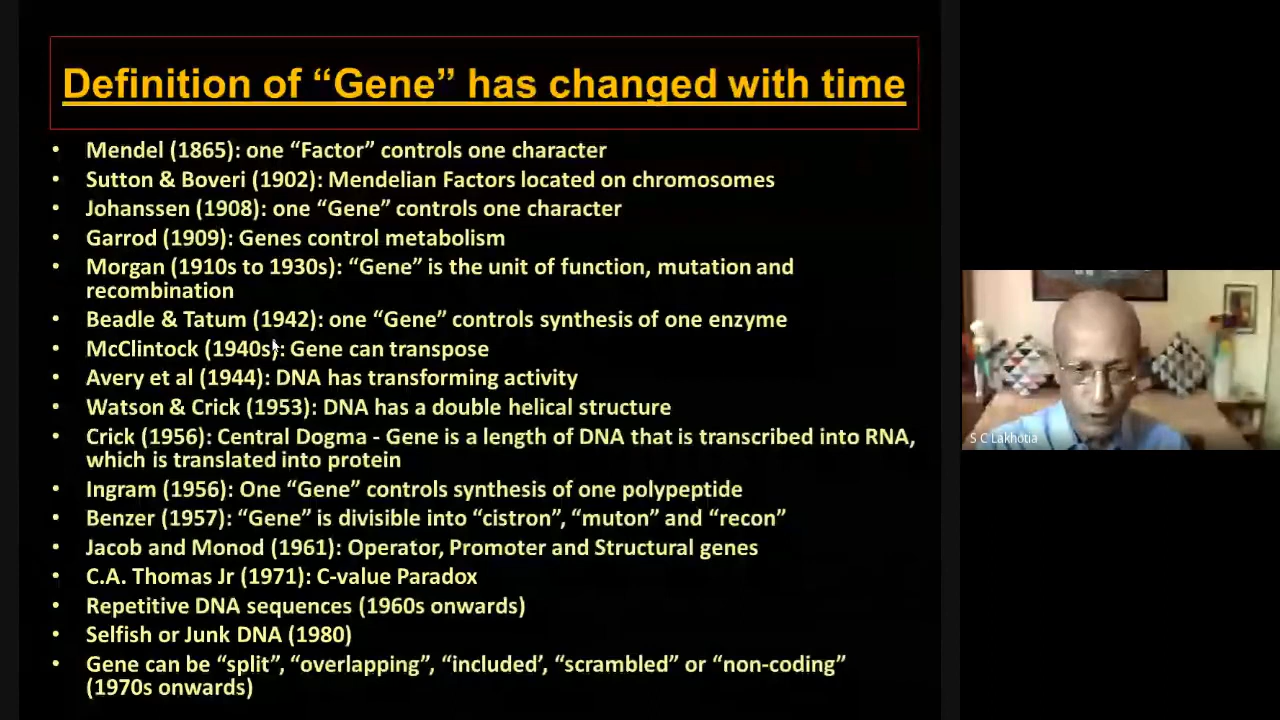 Definition of “Gene” has changed with time
• Mendel (1865): one “Factor” controls one character
• Sutton & Boveri (1902): Mendelian Factors located on chromosomes
• Johanssen (1908): one “Gene” controls one character
• Garrod (1909): Genes control metabolism
• Morgan (1910s to 1930s): “Gene” is the unit of function, mutation and
recombination
• Beadle & Tatum (1942): one “Gene” controls synthesis of one enzyme
• McClintock (1940s): Gene can transpose
• Avery et al (1944): DNA has transforming activity
• Watson & Crick (1953): DNA has a double helical structure
• Crick (1956): Central Dogma - Gene is a length of DNA that is transcribed into RNA,
which is translated into protein
• Ingram (1956): One “Gene” controls synthesis of one polypeptide
• Benzer (1957): “Gene” is divisible into “cistron”, “muton” and “recon”
• Jacob and Monod (1961): Operator, Promoter and Structural genes
• C.A. Thomas Jr (1971): C-value Paradox
• Repetitive DNA sequences (1960s onwards)
• Selfish or Junk DNA (1980)
• Gene can be “split”, “overlapping”, “included’, “scrambled” or “non-coding”
(1970s onwards)
S C Lakhotia